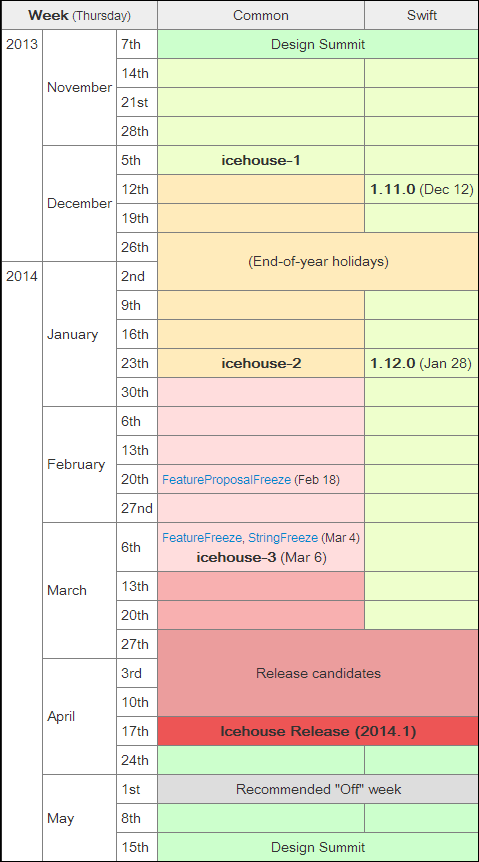 Week (Thursday) Common Swift
2013 November 7th Design Summit
14th
21st
28th
December 5th icehouse-1
12th 1.11.0 (Dec 12)
19th
26th
(End-of-year holidays)
2014 January 2nd
9th
16th
23th icehouse-2 1.12.0 (Jan 28)
30th
February 6th
13th
20th FeatureProposalFreeze (Feb 18)
27nd
March 6th FeatureFreeze, StringFreeze (Mar 4)
icehouse-3 (Mar 6)
13th
20th
27th
April 3rd Release candidates
10th
17th Icehouse Release (2014.1)
24th
May 1st Recommended "Off" week
8th
15th Design Summit